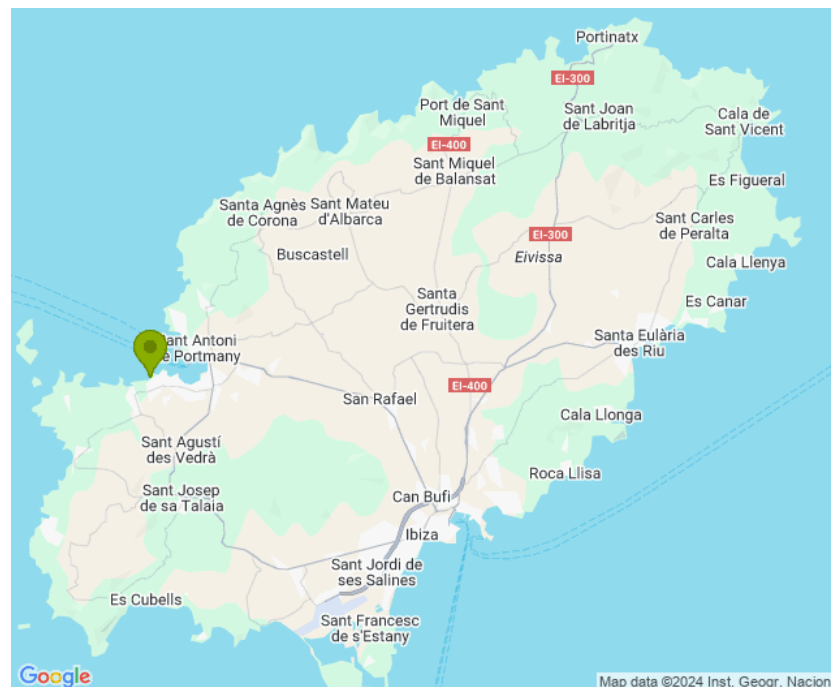 Portinatx
EI-300
Port de Sant
Miquel
Sant Joan
de Labritja
Cala de
Sant Vicent
EI-400
Sant Miquel
de Balansat
Es Figueral
Santa Agnès
de Corona
Sant Mateu
d'Albarca
Sant Carles
de Peralta
EI-300
Buscastell
Eivissa
Cala Llenya
Santa
Gertrudis
de Fruitera
Es Canar
Santa Eulària
des Riu
ant Antoni
e Portmany
EI-400
San Rafael
Cala Llonga
Sant Agustí
des Vedrà
Roca Llisa
Sant Josep
de sa Talaia
Can Bufi
Ibiza
Sant Jordi de
ses Salines
Es Cubells
Sant Francesc
de s'Estany
Google
Map data ©2024 Inst. Geogr. Nacion